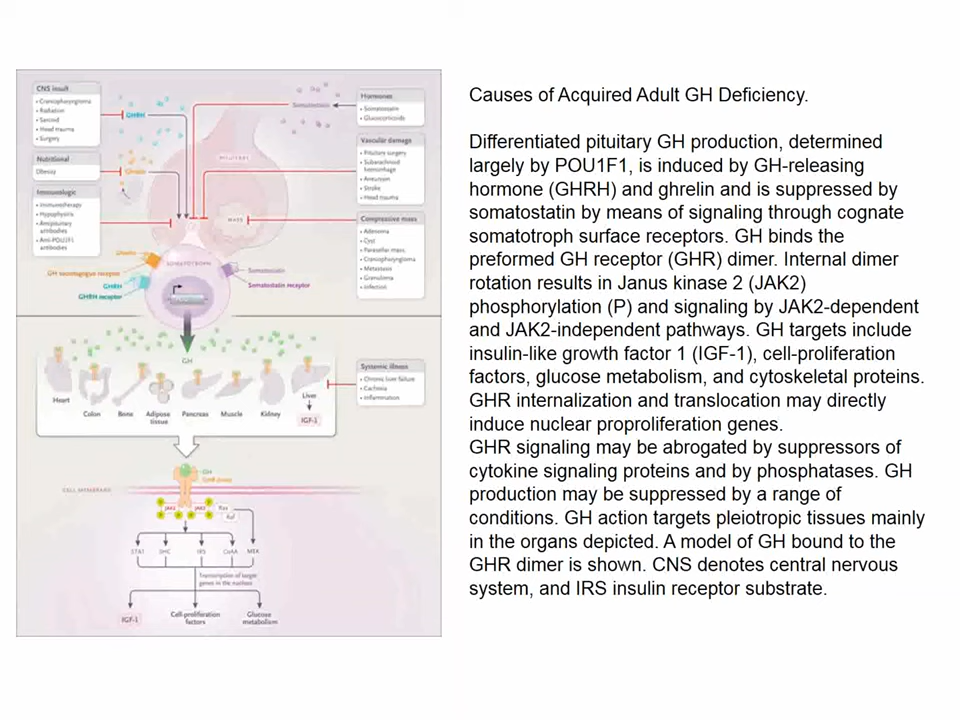 CNS insult
• Craniopharyngioma
• Radiation
• Second
• Head trauma
• Surgery
GHRH
Nutritional
Obesity
Ghrelin
Immunologic
• Immunotherapy
• Hypophysitis
• Antipituitary
antibodies
• Anti-POU1F1
antibodies
Somatostatin
Hormones
• Somatostatin
• Glucocorticoids
PITUITARY
Vascular damage
• Pituitary surgery
• Subarachnoid
hemorrhage
• Aneurysm
• Stroke
• Head trauma
MASS
Compressive mass
• Adenoma
• Cyst
• Parasellar mass
• Craniopharyngioma
• Metastasis
• Granuloma
• Infection
Ghrelin
GH secretagogue receptor
GHRH
GHRH receptor
SOMATOTROPH
Somatostatin
Somatostatin receptor
GH
Heart
Colon
Bone
Adipose
tissue
Pancreas
Muscle
Kidney
Liver
IGF-1
Systemic illness
• Chronic liver failure
• Cachexia
• Inflammation
GH
GHR dimer
CELL MEMBRANE
JAK2
JAK2
Ras
Raf
STAT
SHC
IRS
MEK
Transcription of target
genes in the nucleus
IGF-1
Cell-proliferation
factors
Glucose
metabolism
Causes of Acquired Adult GH Deficiency.
Differentiated pituitary GH production, determined
largely by POU1F1, is induced by GH-releasing
hormone (GHRH) and ghrelin and is suppressed by
somatostatin by means of signaling through cognate
somatotroph surface receptors. GH binds the
preformed GH receptor (GHR) dimer. Internal dimer
rotation results in Janus kinase 2 (JAK2)
phosphorylation (P) and signaling by JAK2-dependent
and JAK2-independent pathways. GH targets include
insulin-like growth factor 1 (IGF-1), cell-proliferation
factors, glucose metabolism, and cytoskeletal proteins.
GHR internalization and translocation may directly
induce nuclear proproliferation genes.
GHR signaling may be abrogated by suppressors of
cytokine signaling proteins and by phosphatases. GH
production may be suppressed by a range of
conditions. GH action targets pleiotropic tissues mainly
in the organs depicted. A model of GH bound to the
GHR dimer is shown. CNS denotes central nervous
system, and IRS insulin receptor substrate.